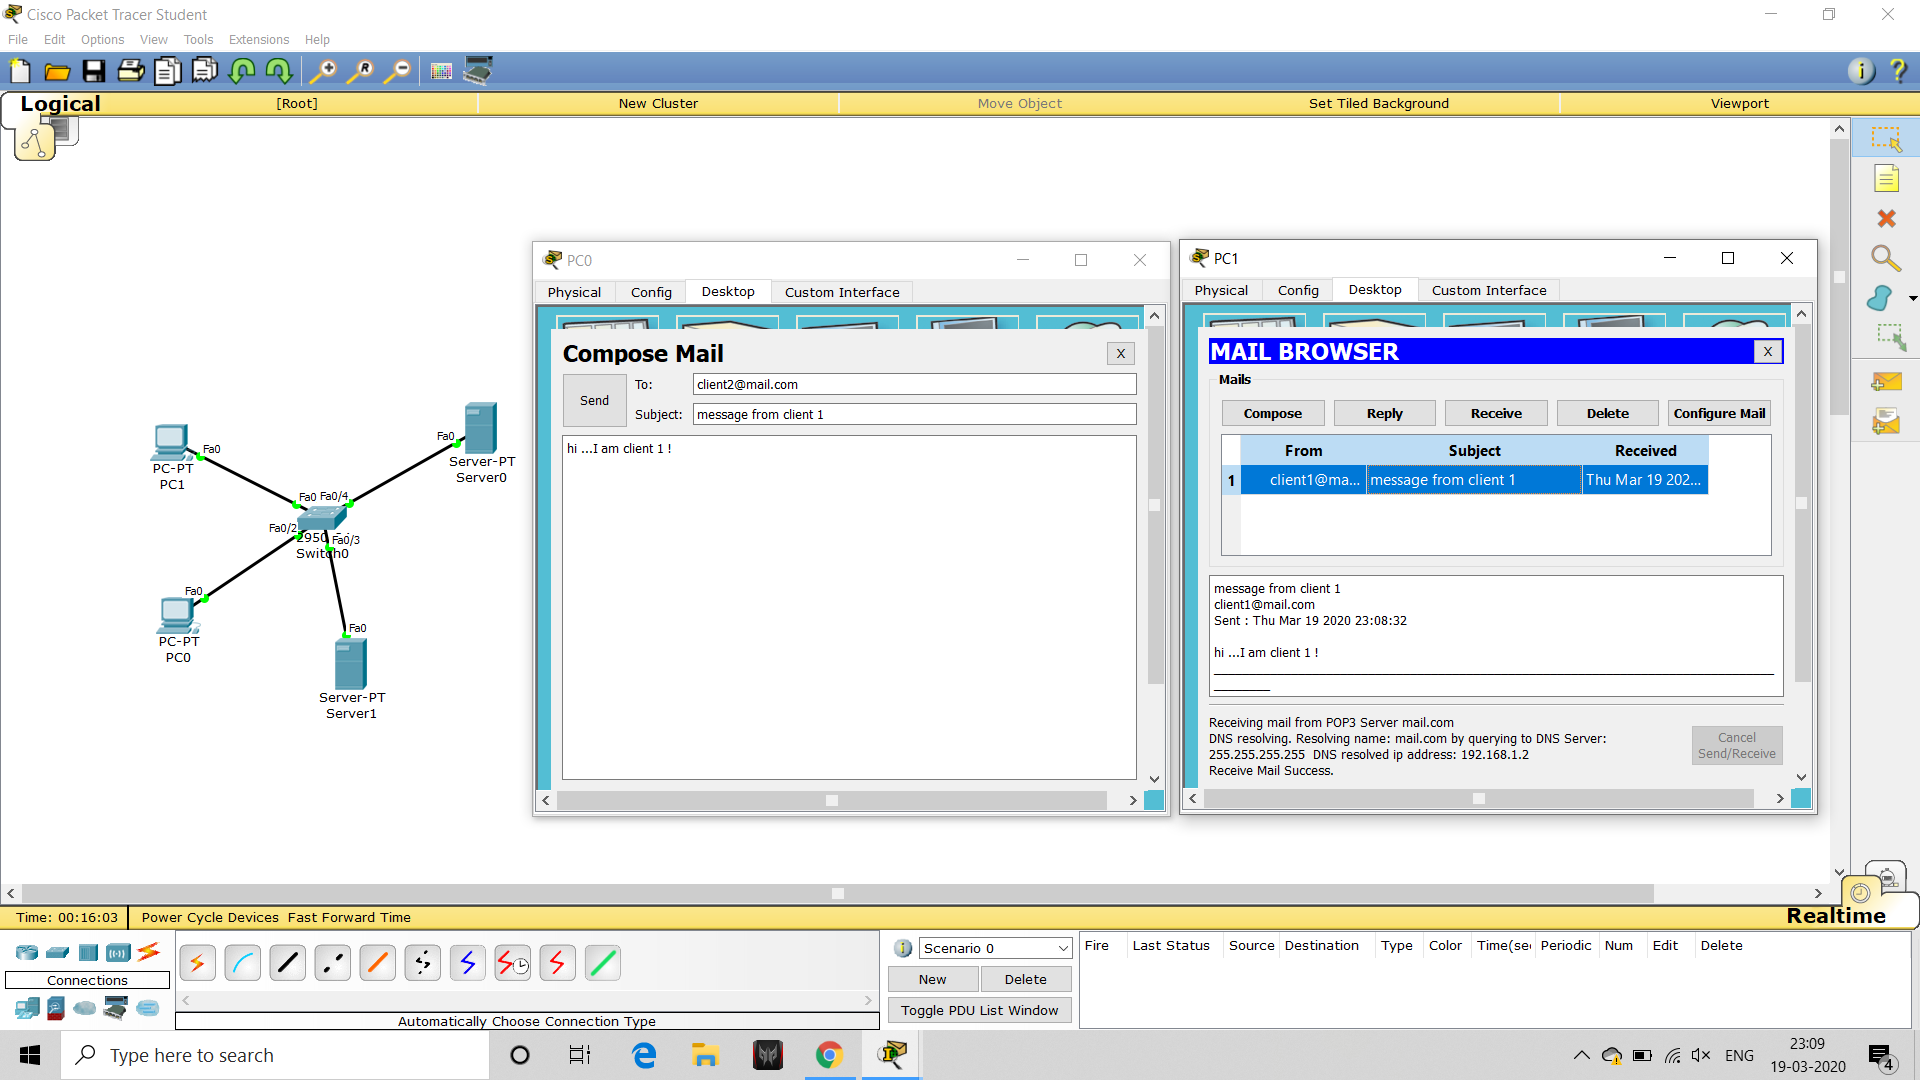 Cisco Packet Tracer Student
File Edit Options View Tools Extensions Help
Logical [Root] New Cluster Move Object Set Tiled Background Viewport
Fa0
PC-PT
PC1
Fa0
Server-PT
Server0
Fa0 Fa0/4
Fa0/2
2950
Fa0/3
Switch0
Fa0
PC-PT
PC0
Fa0
Server-PT
Server1
PC0
Physical Config Desktop Custom Interface
Compose Mail X
Send
To: client2@mail.com
Subject: message from client 1
hi ...I am client 1 !
PC1
Physical Config Desktop Custom Interface
MAIL BROWSER X
Mails
Compose Reply Receive Delete Configure Mail
From Subject Received
1 client1@ma... message from client 1 Thu Mar 19 202...
message from client 1
client1@mail.com
Sent : Thu Mar 19 2020 23:08:32
hi ...I am client 1 !
Receiving mail from POP3 Server mail.com
DNS resolving. Resolving name: mail.com by querying to DNS Server:
255.255.255.255 DNS resolved ip address: 192.168.1.2
Receive Mail Success.
Cancel
Send/Receive
Time: 00:16:03 Power Cycle Devices Fast Forward Time
Realtime
Connections
Automatically Choose Connection Type
Scenario 0
New Delete
Toggle PDU List Window
Fire Last Status Source Destination Type Color Time(se Periodic Num Edit Delete
Type here to search
ENG
23:09
19-03-2020
4